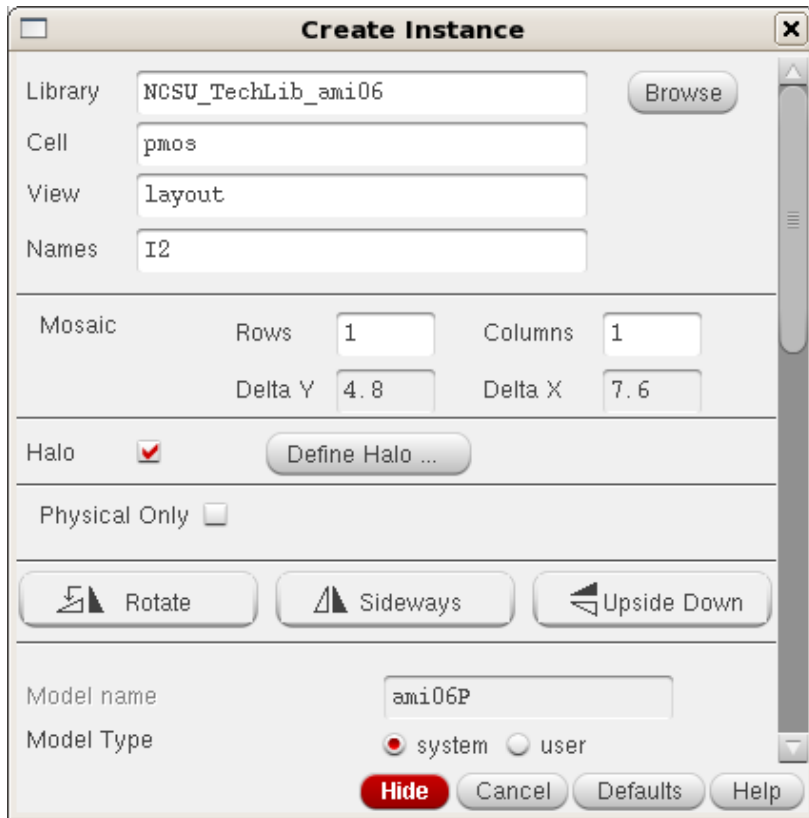 Create Instance
Library NCSU_TechLib_ami06 Browse
Cell pmos
View layout
Names I2
Mosaic Rows 1 Columns 1
Delta Y 4.8 Delta X 7.6
Halo Define Halo ...
Physical Only
Rotate Sideways Upside Down
Model name ami06P
Model Type system user
Hide Cancel Defaults Help